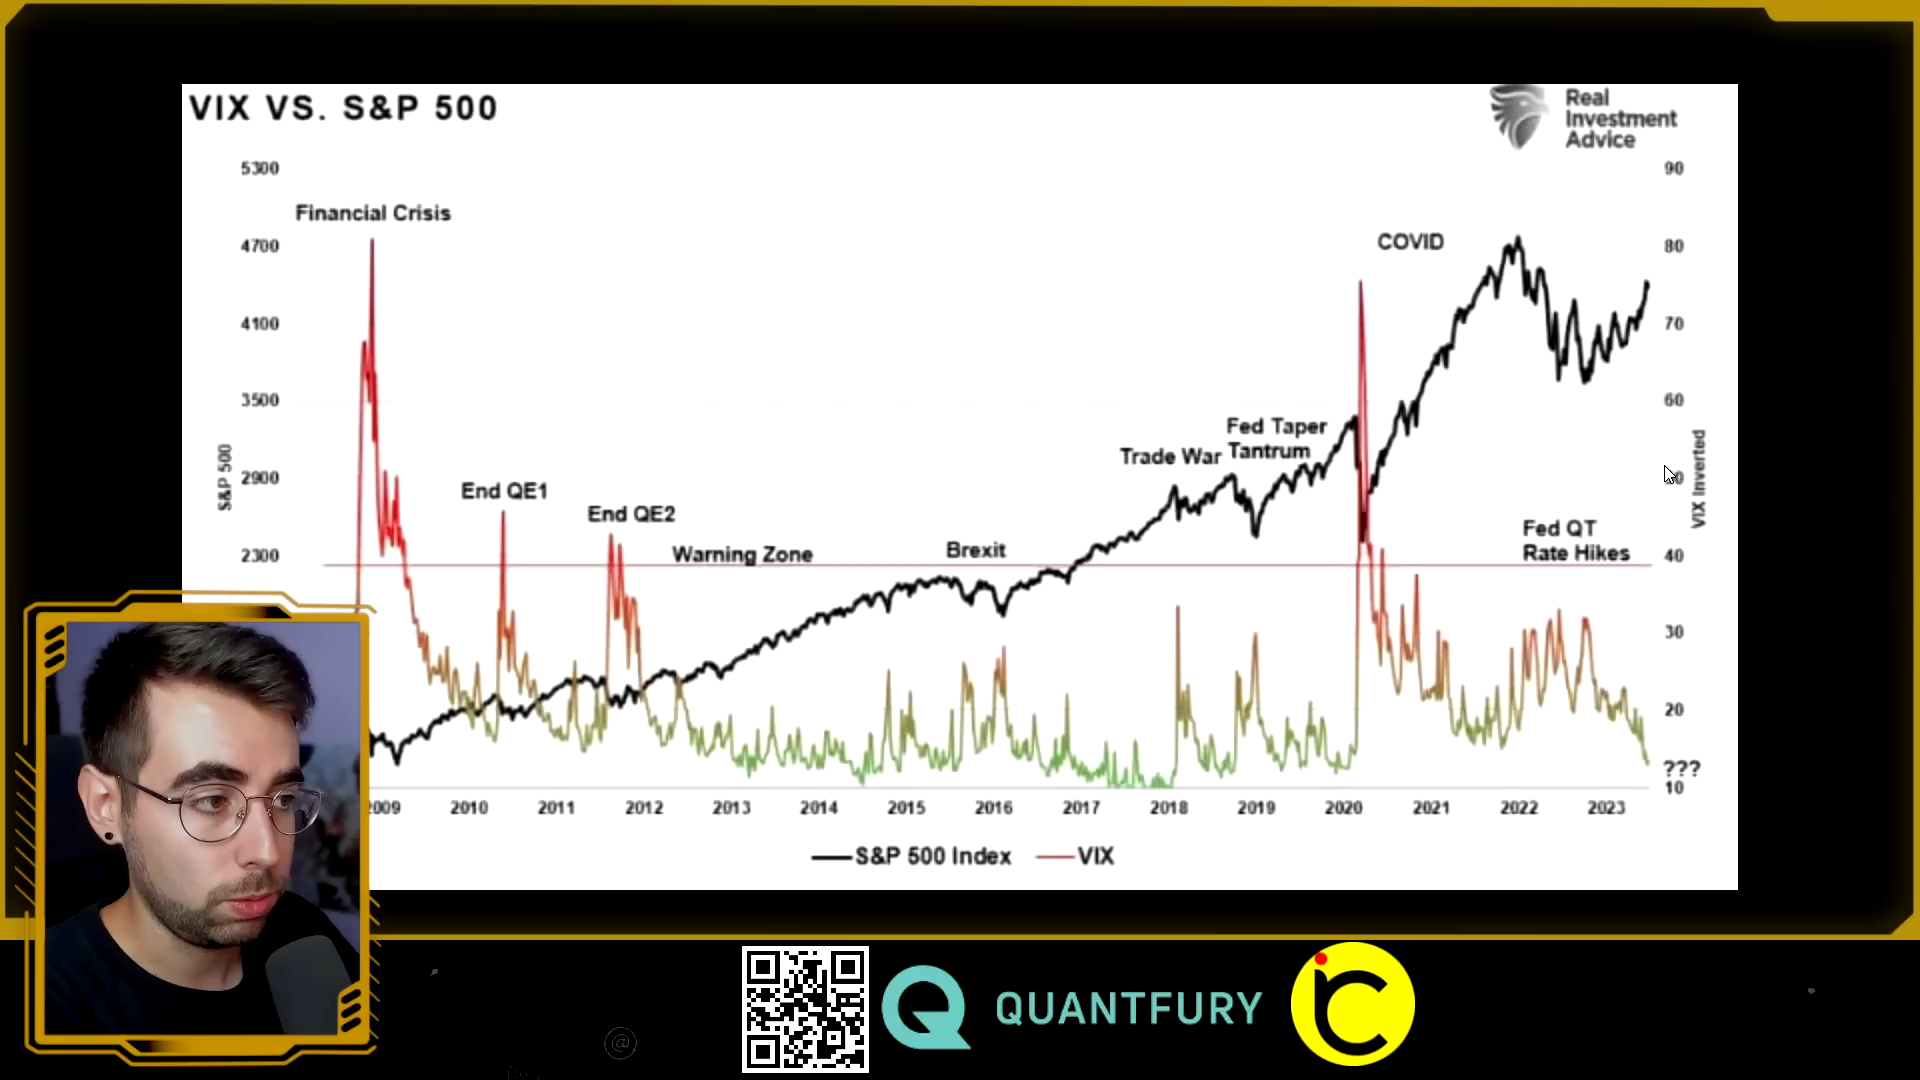 VIX VS. S&P 500
Real
Investment
Advice
5300
90
Financial Crisis
4700
COVID
80
4100
70
3500
60
Fed Taper
Trade War Tantrum
S&P 500
2900
VIX Inverted
End QE1
End QE2
Fed QT
Warning Zone
Brexit
Rate Hikes
2300
40
30
20
???
10
2009 2010 2011 2012 2013 2014 2015 2016 2017 2018 2019 2020 2021 2022 2023
S&P 500 Index VIX
QUANTFURY
@